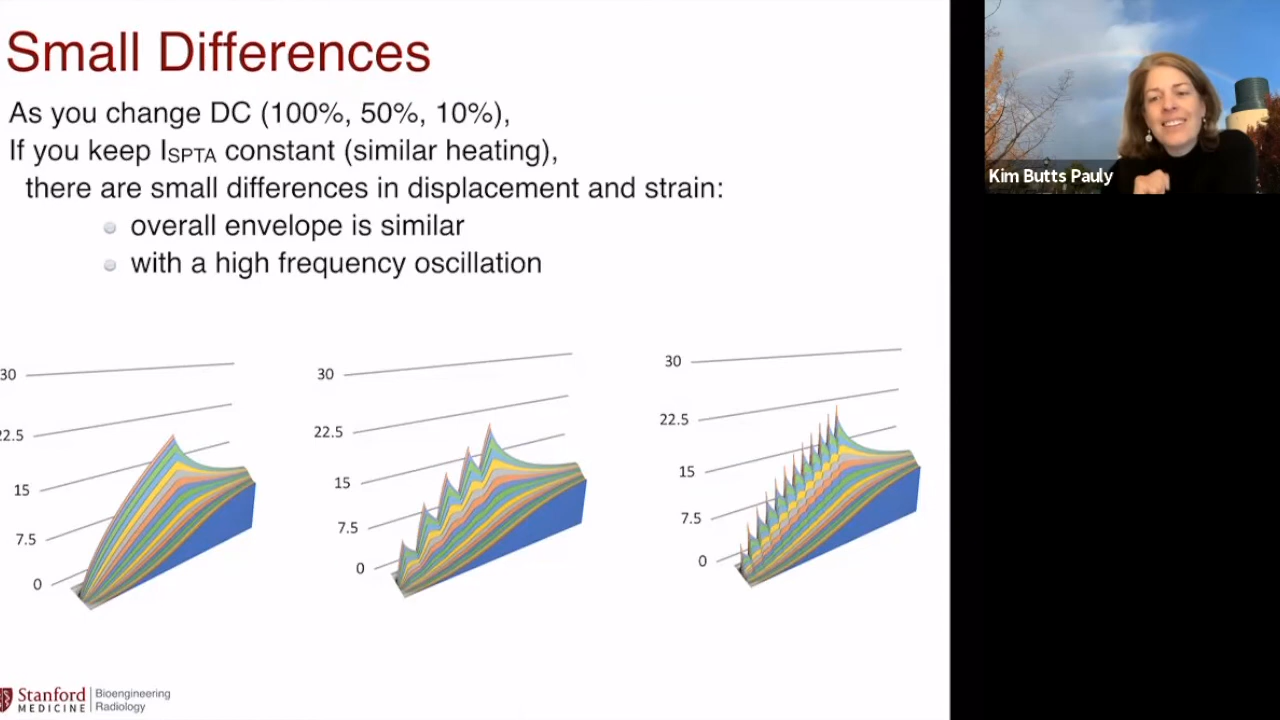 Small Differences
As you change DC (100%, 50%, 10%),
If you keep ISPTA constant (similar heating),
there are small differences in displacement and strain:
overall envelope is similar
with a high frequency oscillation
30
22.5
15
7.5
0
30
22.5
15
7.5
0
30
22.5
15
7.5
0
Stanford
MEDICINE
Bioengineering
Radiology
Kim Butts Pauly